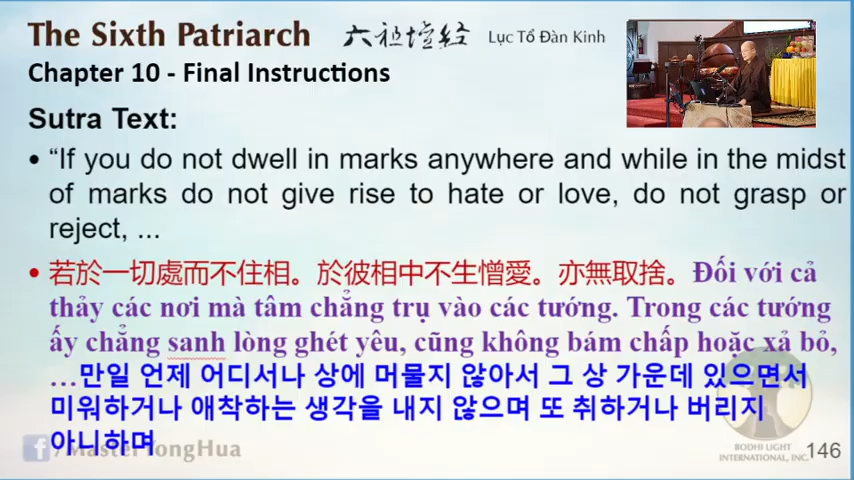 The Sixth Patriarch 六祖壇经 Lục Tổ Đàn Kinh
Chapter 10 - Final Instructions
Sutra Text:
• “If you do not dwell in marks anywhere and while in the midst
of marks do not give rise to hate or love, do not grasp or
reject, ...
• 若於一切處而不住相。於彼相中不生憎愛。亦無取捨。Đối với cả
thảy các nơi mà tâm chẳng trụ vào các tướng. Trong các tướng
ấy chẳng sanh lòng ghét yêu, cũng không bám chấp hoặc xả bỏ,
…만일 언제 어디서나 상에 머물지 않아서 그 상 가운데 있으면서
미워하거나 애착하는 생각을 내지 않으며 또 취하거나 버리지
아니하며
f/MasterYongHua
BODHI LIGHT
INTERNATIONAL, INC.
146